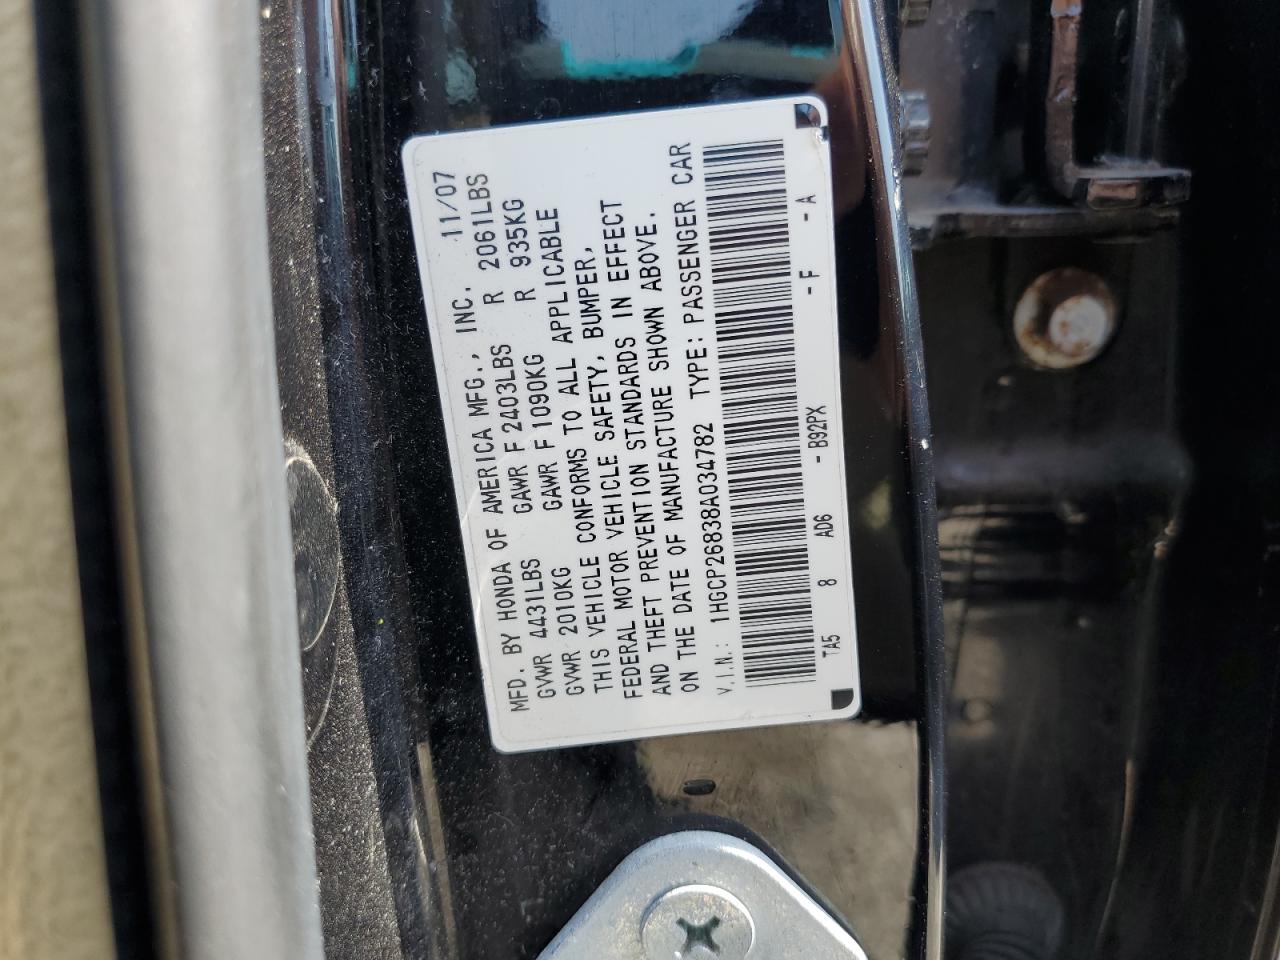 MFD. BY HONDA OF AMERICA MFG., INC. 11/07
GVWR 4431LBS GAWR F 2403LBS R 2061LBS
GVWR 2010KG GAWR F 1090KG R 935KG
THIS VEHICLE CONFORMS TO ALL APPLICABLE
FEDERAL MOTOR VEHICLE SAFETY, BUMPER,
AND THEFT PREVENTION STANDARDS IN EFFECT
ON THE DATE OF MANUFACTURE SHOWN ABOVE.
V.I.N.: 1HGCP26838A034782 TYPE: PASSENGER CAR
TA5 8 AD6 - B92PX - F - A